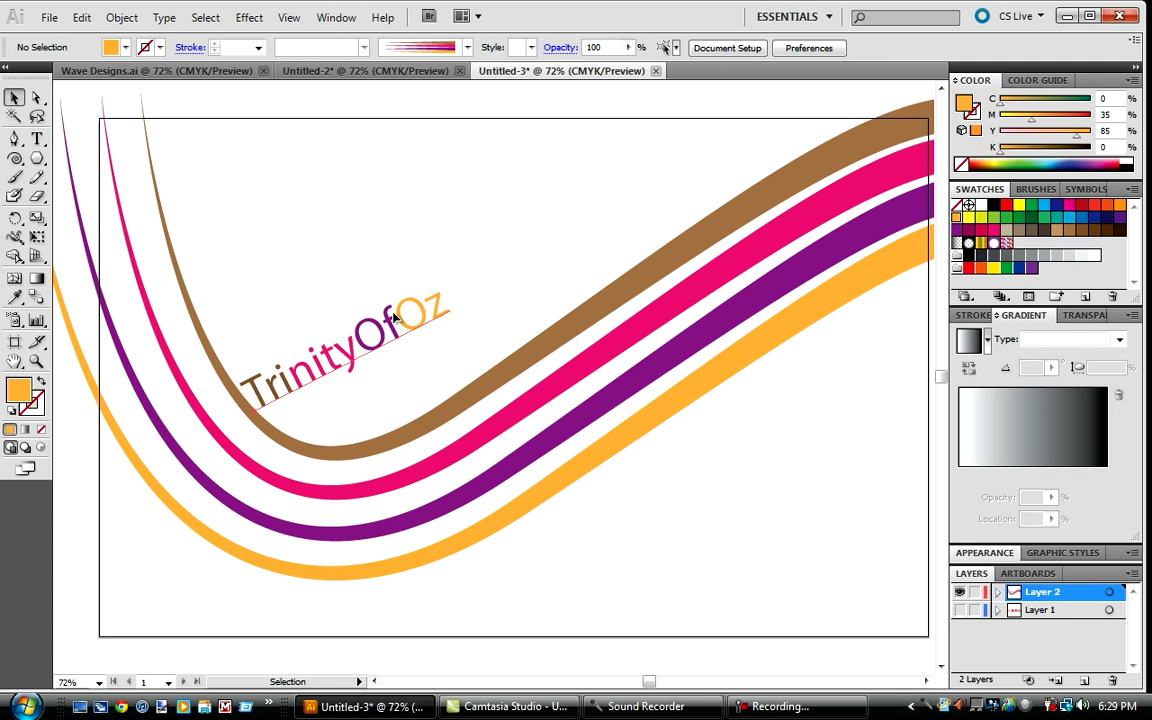 Ai
File Edit Object Type Select Effect View Window Help
Br
ESSENTIALS
CS Live
No Selection
Stroke:
Style:
Opacity: 100 %
Document Setup
Preferences
Wave Designs.ai @ 72% (CMYK/Preview)
Untitled-2* @ 72% (CMYK/Preview)
Untitled-3* @ 72% (CMYK/Preview)
COLOR COLOR GUIDE
C 0 %
M 35 %
Y 85 %
K 0 %
SWATCHES BRUSHES SYMBOLS
TrinityOfOz
STROKE GRADIENT TRANSPA
Type:
Opacity: %
Location: %
APPEARANCE GRAPHIC STYLES
LAYERS ARTBOARDS
Layer 2
Layer 1
2 Layers
72% 1 Selection
Untitled-3* @ 72% (...
Camtasia Studio - U...
Sound Recorder
Recording...
6:29 PM